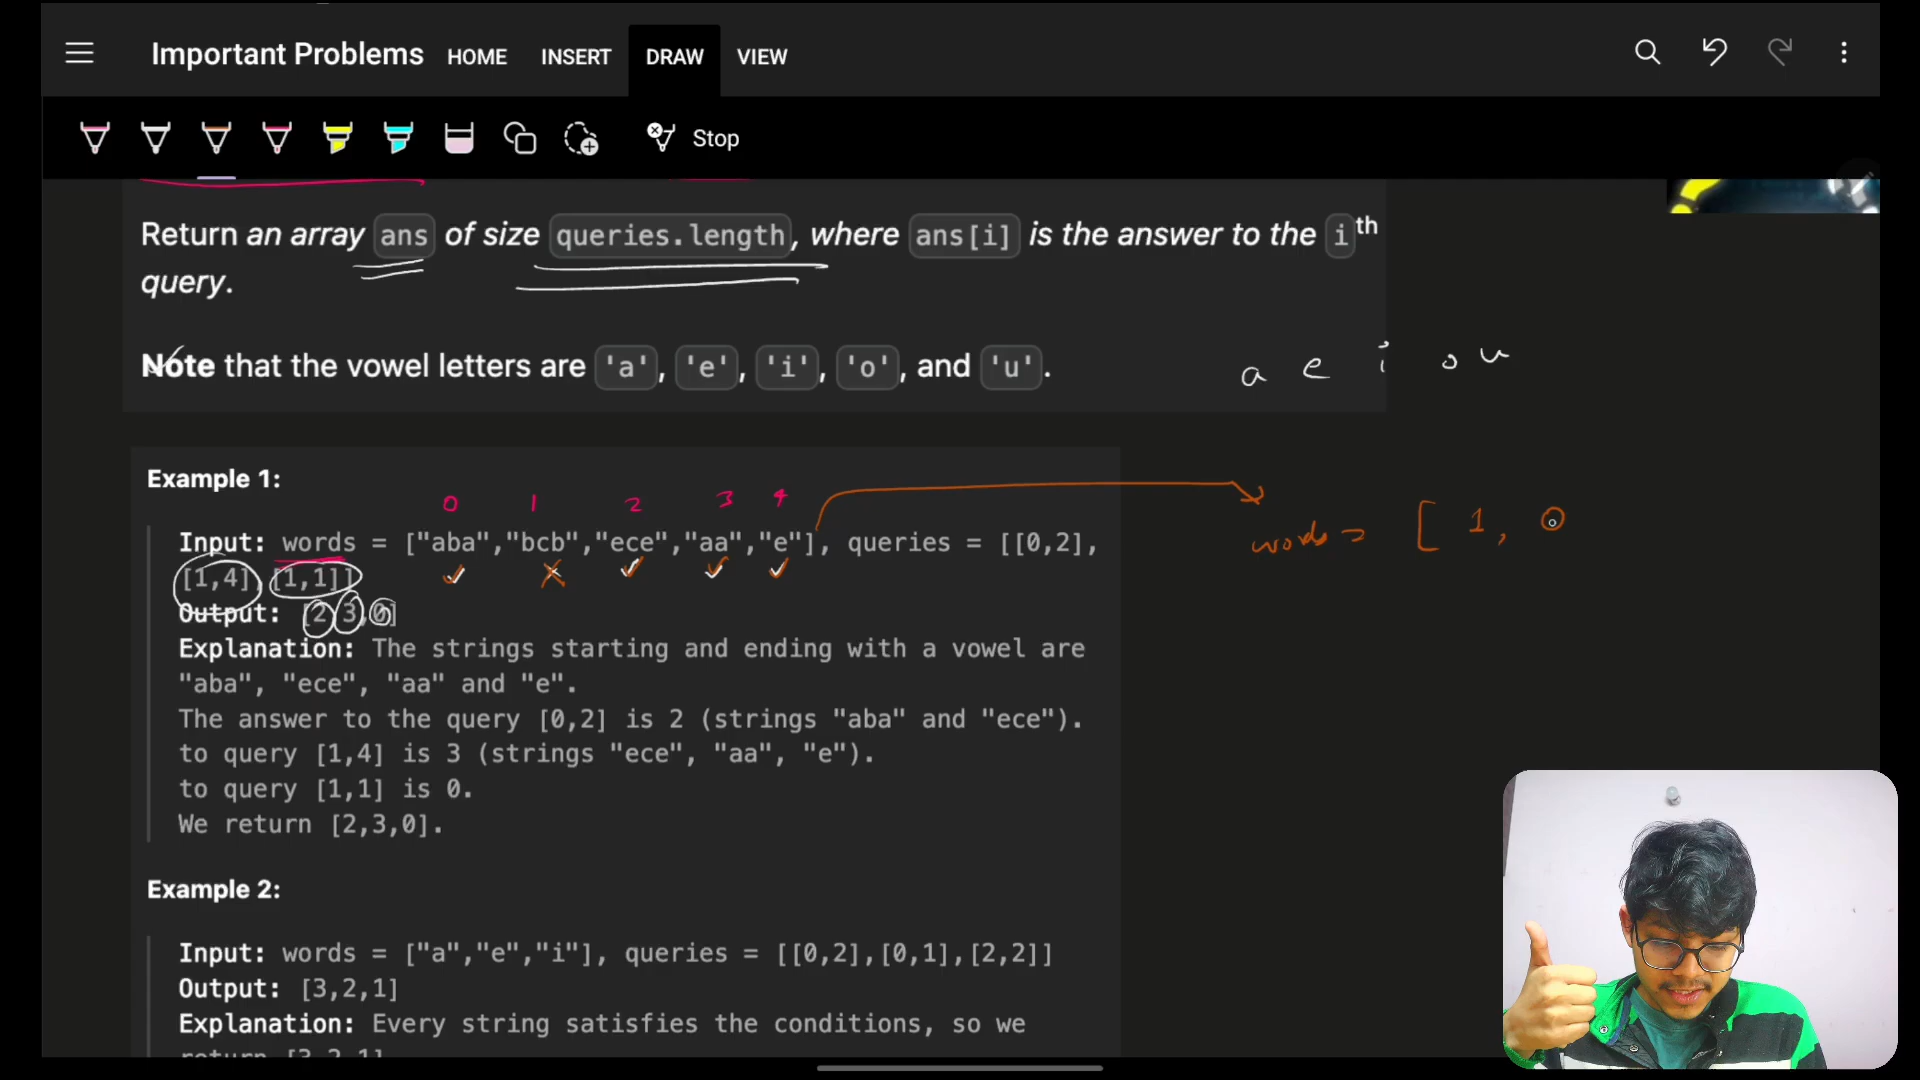 Important Problems HOME INSERT DRAW VIEW
Stop
Return an array ans of size queries.length, where ans[i] is the answer to the i th
query.
Note that the vowel letters are 'a', 'e', 'i', 'o', and 'u'.
a e i o u
Example 1:
0 1 2 3 4
Input: words = ["aba","bcb","ece","aa","e"], queries = [[0,2],
words = [ 1, 0
[1,4],[1,1]]
Output: [2,3,0]
Explanation: The strings starting and ending with a vowel are
"aba", "ece", "aa" and "e".
The answer to the query [0,2] is 2 (strings "aba" and "ece").
to query [1,4] is 3 (strings "ece", "aa", "e").
to query [1,1] is 0.
We return [2,3,0].
Example 2:
Input: words = ["a","e","i"], queries = [[0,2],[0,1],[2,2]]
Output: [3,2,1]
Explanation: Every string satisfies the conditions, so we
return [3,2,1]